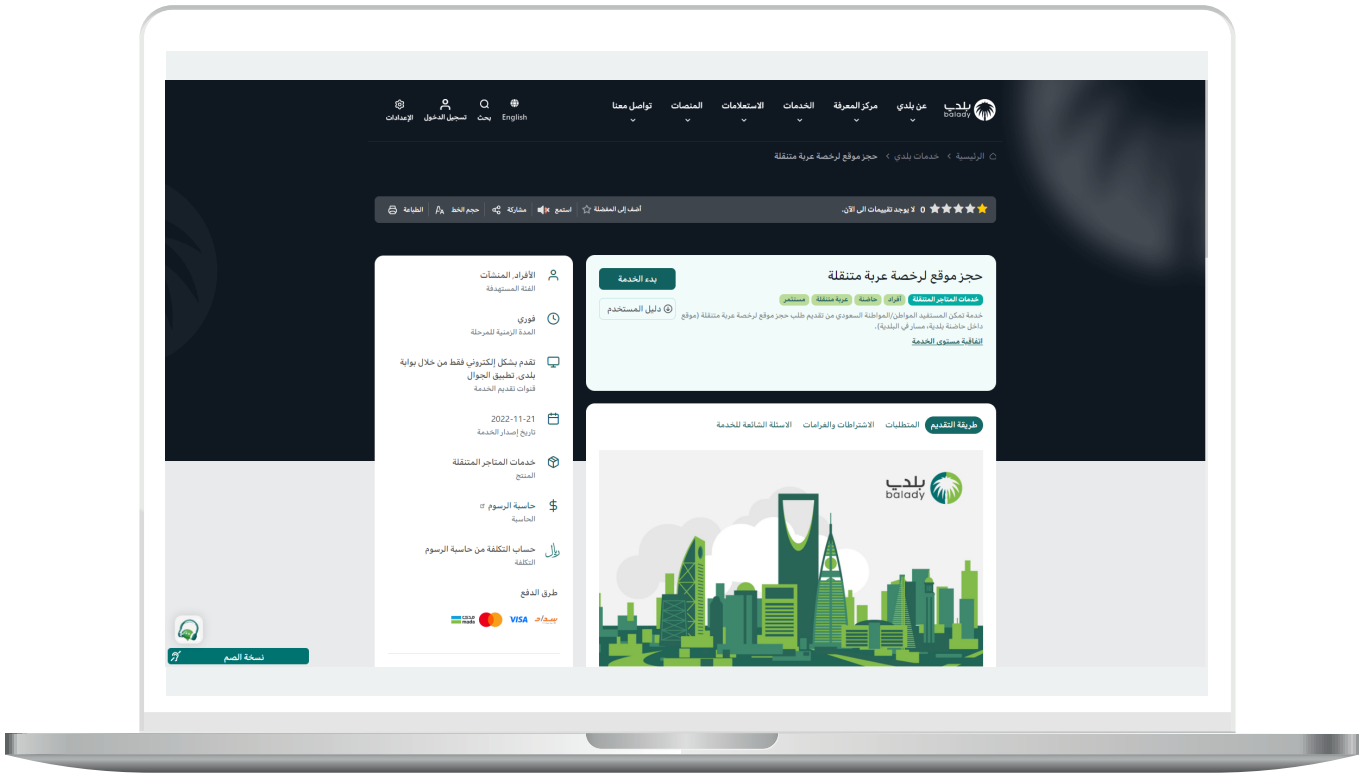 بلدي
balady
عن بلدي
مركز المعرفة
الخدمات
الاستعلامات
المنصات
تواصل معنا
English
بحث
تسجيل الدخول
الإعدادات
الرئيسية
خدمات بلدي
حجز موقع لرخصة عربة متنقلة
0 لا يوجد تقييمات الى الآن.
أضف إلى المفضلة
استمع
مشاركة
حجم الخط
الطباعة
حجز موقع لرخصة عربة متنقلة
بدء الخدمة
خدمات المتاجر المتنقلة
أفراد
حاضنة
عربة متنقلة
مستثمر
دليل المستخدم
خدمة تمكن المستفيد المواطن/المواطنة السعودي من تقديم طلب حجز موقع لرخصة عربة متنقلة (موقع
داخل حاضنة بلدية، مسار في البلدية).
اتفاقية مستوى الخدمة
طريقة التقديم
المتطلبات
الاشتراطات والغرامات
الاسئلة الشائعة للخدمة
بلدي
balady
الأفراد, المنشآت
الفئة المستهدفة
فوري
المدة الزمنية للمرحلة
تقدم بشكل إلكتروني فقط من خلال بوابة
بلدي, تطبيق الجوال
قنوات تقديم الخدمة
2022-11-21
تاريخ إصدار الخدمة
خدمات المتاجر المتنقلة
المنتج
حاسبة الرسوم
الحاسبة
ريال
حساب التكلفة من حاسبة الرسوم
التكلفة
طرق الدفع
سداد
VISA
مدى
mada
نسخة الصم